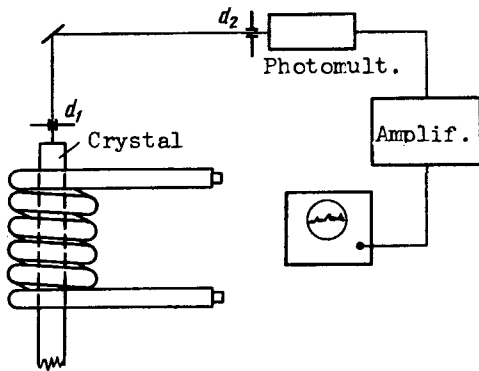 d₂
Photomult.
d₁
Crystal
Amplif.